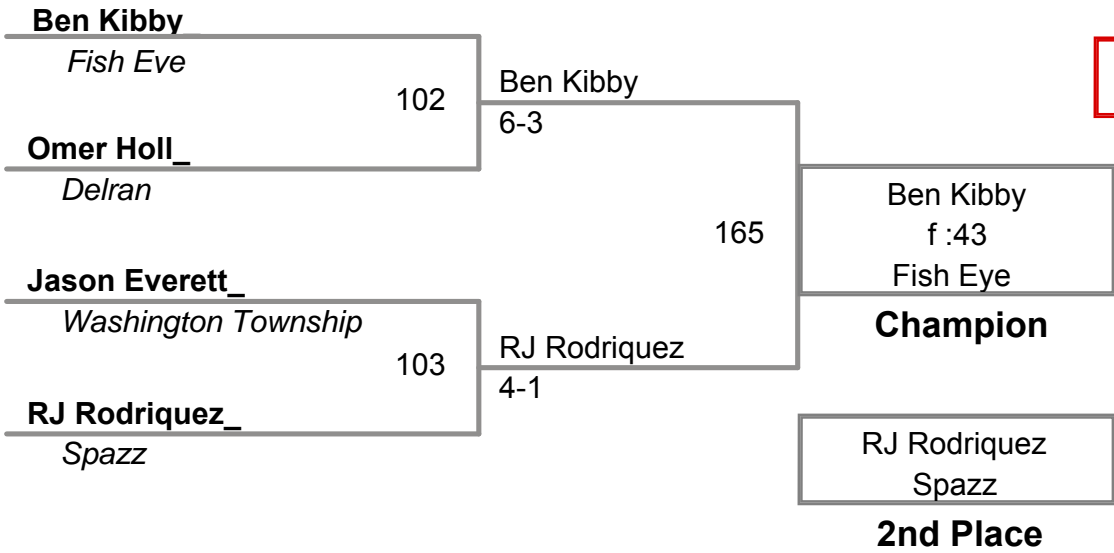 Ben Kibby_
Fish Eye
102
Ben Kibby
6-3
Omer Holl_
Delran
165
Ben Kibby
f :43
Fish Eye
Champion
Jason Everett_
Washington Township
103
RJ Rodriquez
4-1
RJ Rodriquez_
Spazz
RJ Rodriquez
Spazz
2nd Place